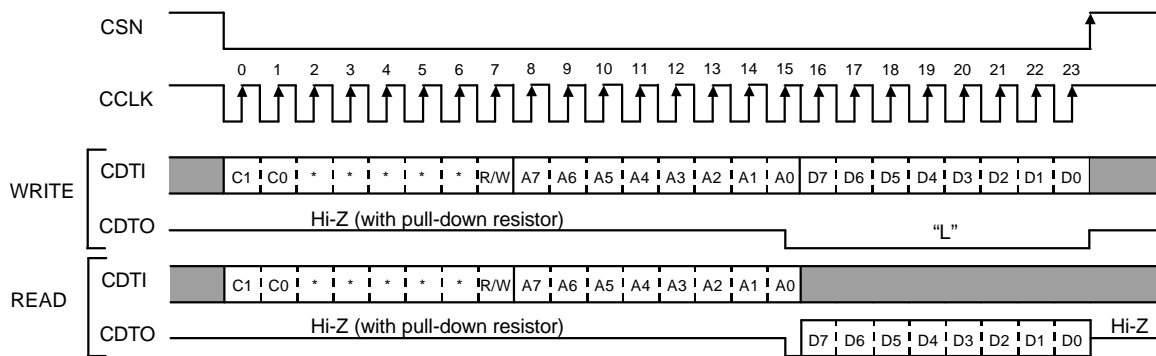 CSN
0 1 2 3 4 5 6 7 8 9 10 11 12 13 14 15 16 17 18 19 20 21 22 23
CCLK
WRITE
CDTI
C1 C0 * * * * * R/W A7 A6 A5 A4 A3 A2 A1 A0 D7 D6 D5 D4 D3 D2 D1 D0
Hi-Z (with pull-down resistor)
CDTO
“L”
READ
CDTI
C1 C0 * * * * * R/W A7 A6 A5 A4 A3 A2 A1 A0
Hi-Z (with pull-down resistor)
Hi-Z
CDTO
D7 D6 D5 D4 D3 D2 D1 D0